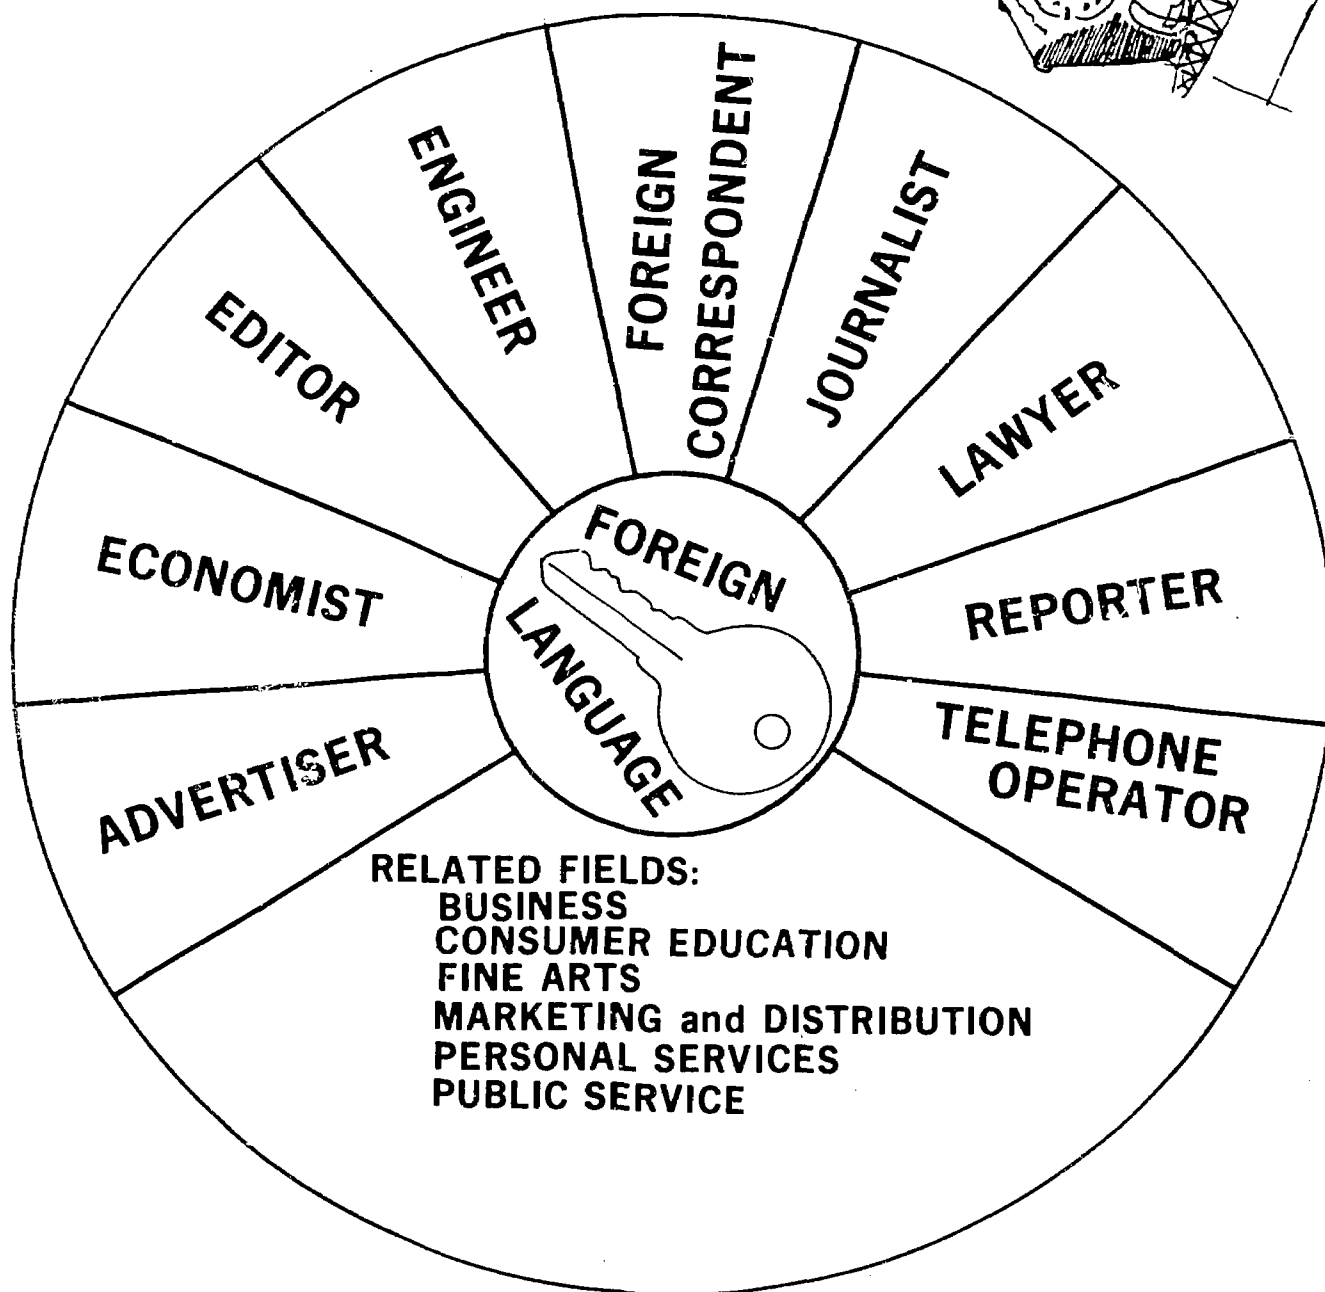 FOREIGN
LANGUAGE
ADVERTISER
ECONOMIST
EDITOR
ENGINEER
FOREIGN
CORRESPONDENT
JOURNALIST
LAWYER
REPORTER
TELEPHONE
OPERATOR
RELATED FIELDS:
BUSINESS
CONSUMER EDUCATION
FINE ARTS
MARKETING and DISTRIBUTION
PERSONAL SERVICES
PUBLIC SERVICE